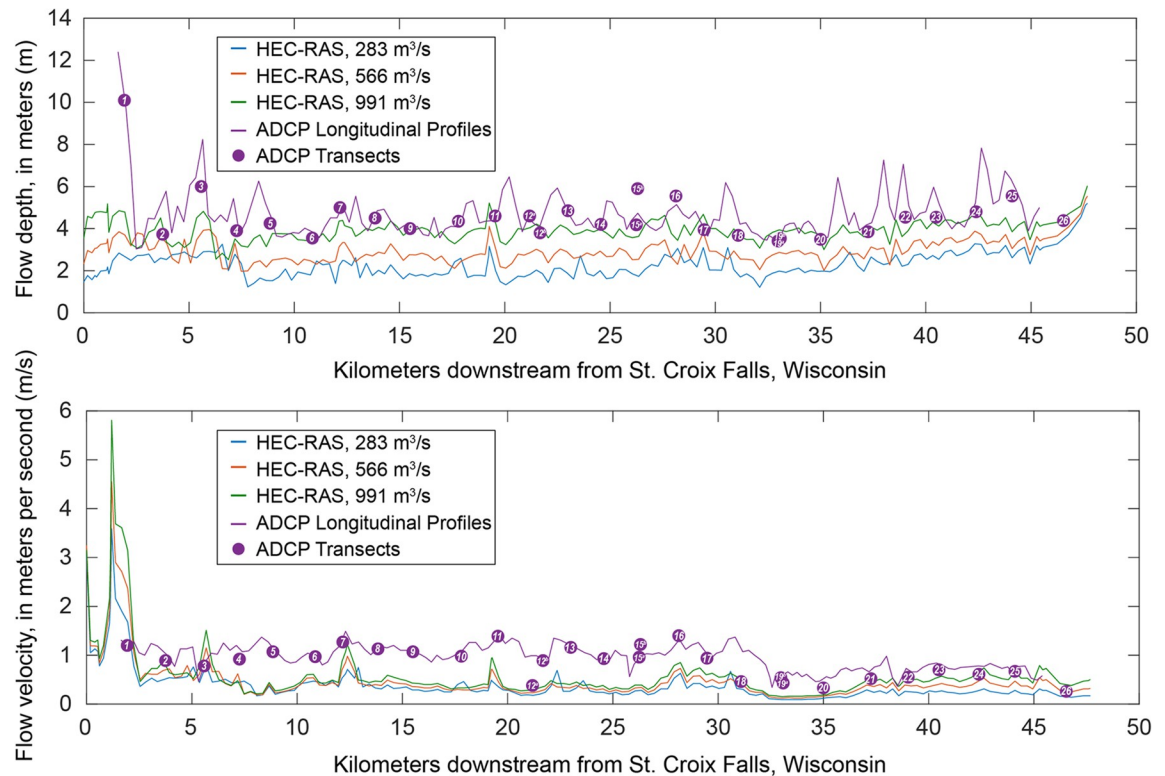 14
12
10
8
6
4
2
0
Flow depth, in meters (m)
HEC-RAS, 283 m³/s
HEC-RAS, 566 m³/s
HEC-RAS, 991 m³/s
ADCP Longitudinal Profiles
ADCP Transects
1 2 3 4 5 6 7 8 9 10 11 12 13 14 16 17 18 20 21 22 23 24 25 26
0 5 10 15 20 25 30 35 40 45 50
Kilometers downstream from St. Croix Falls, Wisconsin
6
5
4
3
2
1
0
Flow velocity, in meters per second (m/s)
HEC-RAS, 283 m³/s
HEC-RAS, 566 m³/s
HEC-RAS, 991 m³/s
ADCP Longitudinal Profiles
ADCP Transects
1 2 3 4 5 6 7 8 9 10 11 13 14 16 17 18 20 21 22 23 24 25 26
0 5 10 15 20 25 30 35 40 45 50
Kilometers downstream from St. Croix Falls, Wisconsin